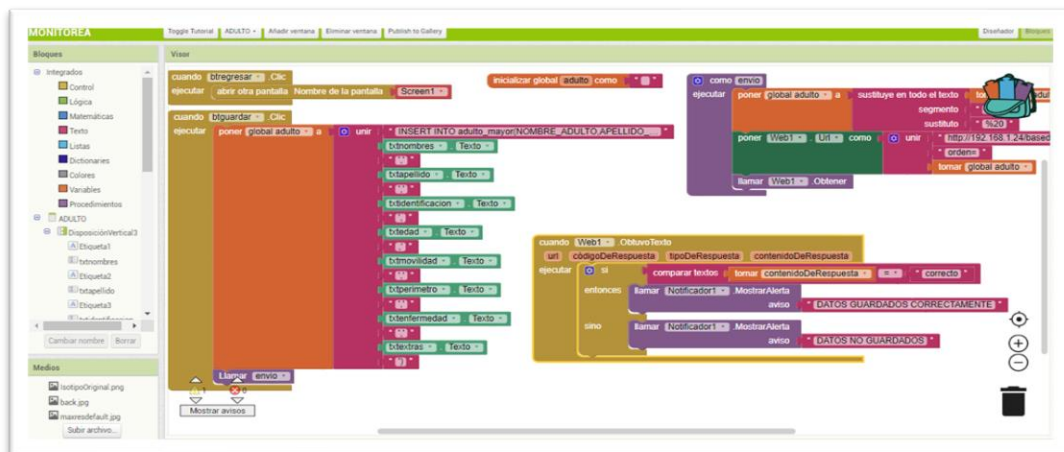 MONITOREA
Toggle Tutorial
ADULTO
Añadir ventana
Eliminar ventana
Publish to Gallery
Diseñador
Bloques
Bloques
Integrados
Control
Lógica
Matemáticas
Texto
Listas
Dictionaries
Colores
Variables
Procedimientos
ADULTO
DisposiciónVertical3
Etiqueta1
txtnombres
Etiqueta2
txtapellido
Etiqueta3
Cambiar nombre
Borrar
Medios
IsotipoOriginal.png
back.jpg
maxresdefault.jpg
Subir archivo...
Visor
cuando btregresar .Clic
ejecutar abrir otra pantalla Nombre de la pantalla " Screen1 "
cuando btguardar .Clic
ejecutar poner global adulto a unir " INSERT INTO adulto_mayor(NOMBRE_ADULTO,APELLIDO_... "
txtnombres . Texto
txtapellido . Texto
txtidentificacion . Texto
txtedad . Texto
txtmovilidad . Texto
txtperimetro . Texto
txtenfermedad . Texto
txtextras . Texto
Llamar envio
1
0
Mostrar avisos
inicializar global adulto como " "
como envio
ejecutar poner global adulto a sustituye en todo el texto
segmento
sustituto " %20 "
poner Web1 . Url como unir " http://192.168.1.24/based
" orden= "
tomar global adulto
llamar Web1 .Obtener
cuando Web1 .ObtuvoTexto
url códigoDeRespuesta tipoDeRespuesta contenidoDeRespuesta
ejecutar si comparar textos tomar contenidoDeRespuesta = " correcto "
entonces llamar Notificador1 .MostrarAlerta
aviso " DATOS GUARDADOS CORRECTAMENTE "
sino llamar Notificador1 .MostrarAlerta
aviso " DATOS NO GUARDADOS "